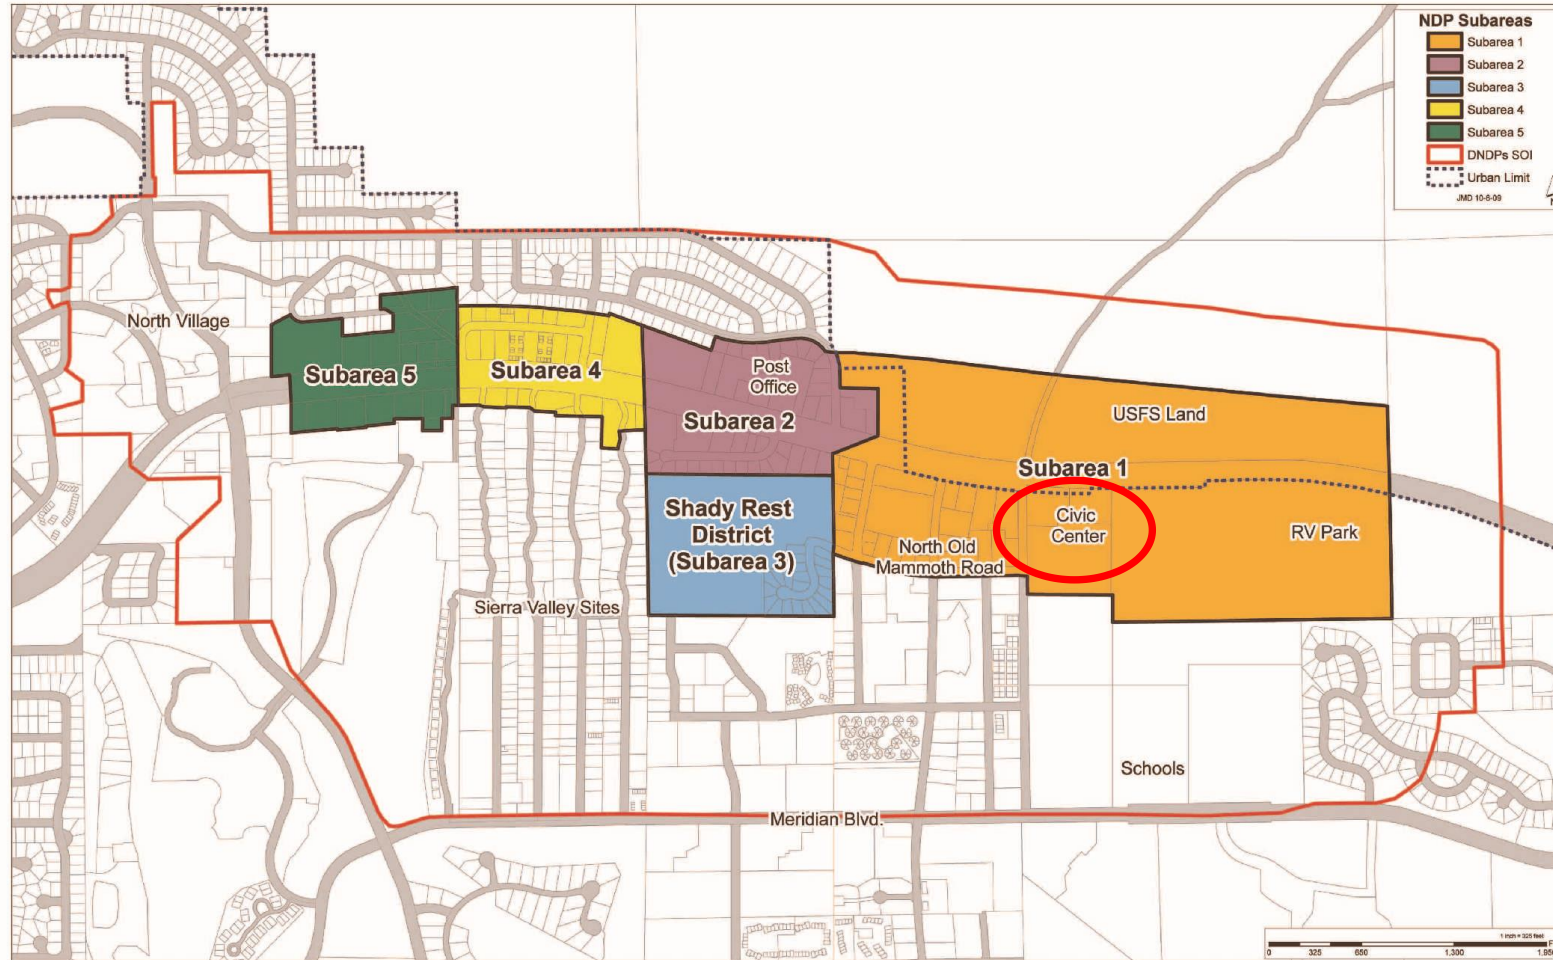 NDP Subareas
Subarea 1
Subarea 2
Subarea 3
Subarea 4
Subarea 5
DNDPs SOI
Urban Limit
JMD 10-6-09
North Village
Subarea 5
Subarea 4
Post
Office
Subarea 2
USFS Land
Subarea 1
Shady Rest
District
(Subarea 3)
Civic
Center
RV Park
North Old
Mammoth Road
Sierra Valley Sites
Schools
Meridian Blvd.
1 inch = 325 feet
0 325 650 1,300